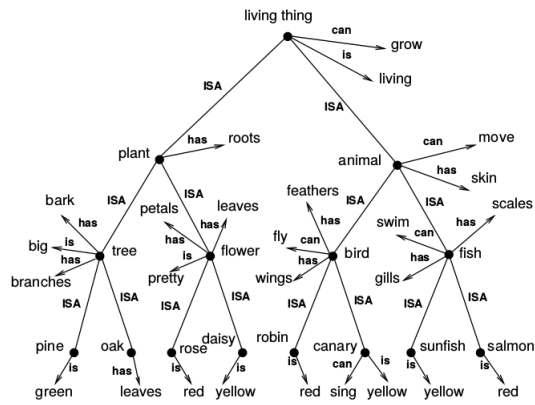 living thing
can
grow
is
living
ISA
ISA
has
roots
plant
can
move
animal
has
skin
ISA
ISA
ISA
ISA
bark
has
petals
leaves
has
feathers
has
swim
can
has
scales
big
is
has
tree
branches
has
is
flower
pretty
fly
can
has
bird
wings
has
fish
gills
ISA
ISA
ISA
ISA
ISA
ISA
ISA
ISA
pine
oak
rose
daisy
robin
canary
sunfish
salmon
is
has
is
is
is
can
is
is
is
green
leaves
red
yellow
red
sing
yellow
yellow
red